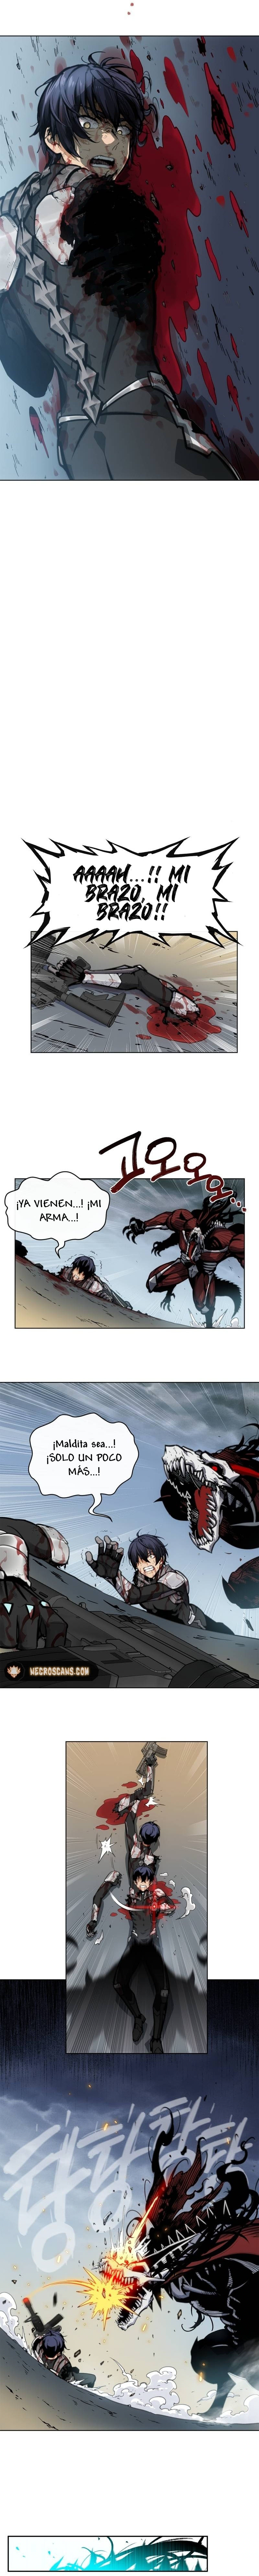 AAAAH...!! MI
BRAZO, MI
BRAZO!!
고오오오...
¡YA VIENEN...! ¡MI
ARMA...!
¡Maldita sea...!
¡SOLO UN POCO
MÁS...!
NECROSCANS.COM
탕탕탕